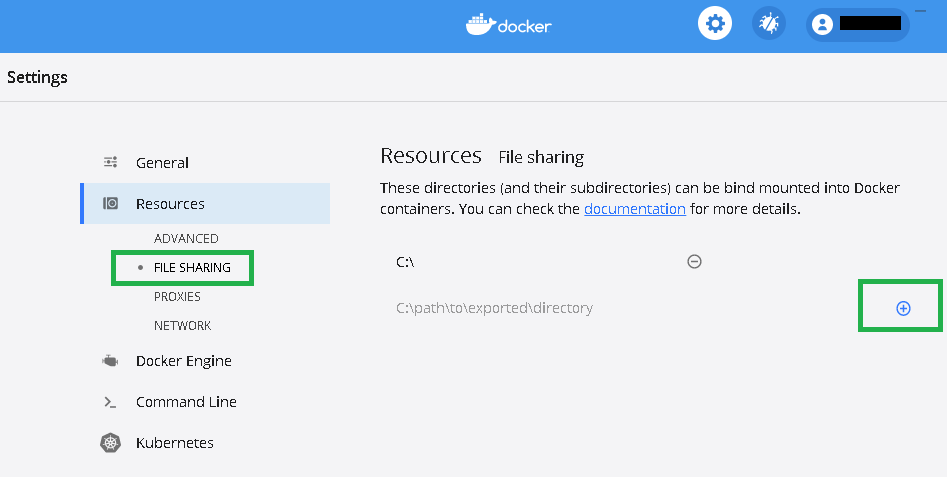 docker
Settings
General
Resources
ADVANCED
FILE SHARING
PROXIES
NETWORK
Docker Engine
Command Line
Kubernetes
Resources File sharing
These directories (and their subdirectories) can be bind mounted into Docker
containers. You can check the documentation for more details.
C:\
C:\path\to\exported\directory